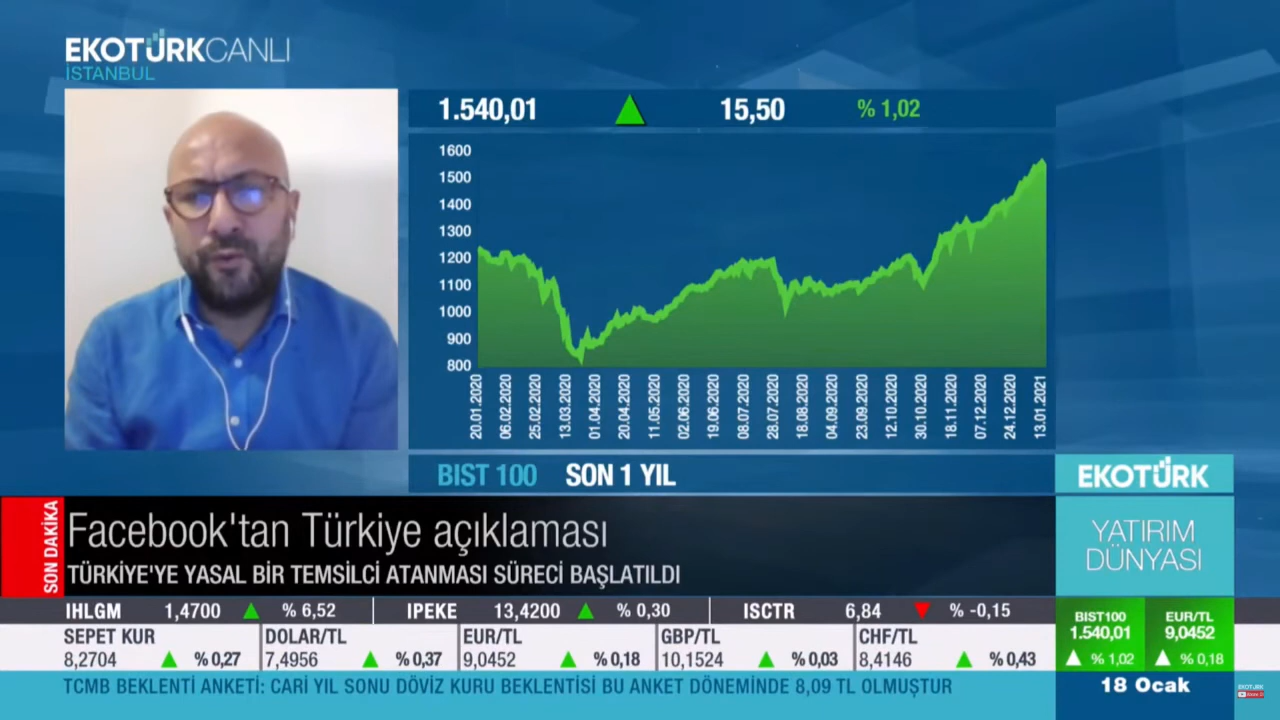 EKOTÜRK CANLI
İSTANBUL
1.540,01 15,50 % 1,02
1600
1500
1400
1300
1200
1100
1000
900
800
20.01.2020
06.02.2020
25.02.2020
13.03.2020
01.04.2020
20.04.2020
11.05.2020
02.06.2020
19.06.2020
08.07.2020
28.07.2020
18.08.2020
04.09.2020
23.09.2020
12.10.2020
30.10.2020
18.11.2020
07.12.2020
24.12.2020
13.01.2021
BIST 100 SON 1 YIL
EKOTÜRK
YATIRIM
DÜNYASI
SON DAKİKA
Facebook'tan Türkiye açıklaması
TÜRKİYE'YE YASAL BİR TEMSİLCİ ATANMASI SÜRECİ BAŞLATILDI
IHLGM 1,4700 % 6,52 IPEKE 13,4200 % 0,30 ISCTR 6,84 % -0,15
SEPET KUR DOLAR/TL EUR/TL GBP/TL CHF/TL
8,2704 % 0,27 7,4956 % 0,37 9,0452 % 0,18 10,1524 % 0,03 8,4146 % 0,43
BIST100 EUR/TL
1.540,01 9,0452
% 1,02 % 0,18
TCMB BEKLENTİ ANKETİ: CARİ YIL SONU DÖVİZ KURU BEKLENTİSİ BU ANKET DÖNEMİNDE 8,09 TL OLMUŞTUR
18 Ocak
EKOTÜRK